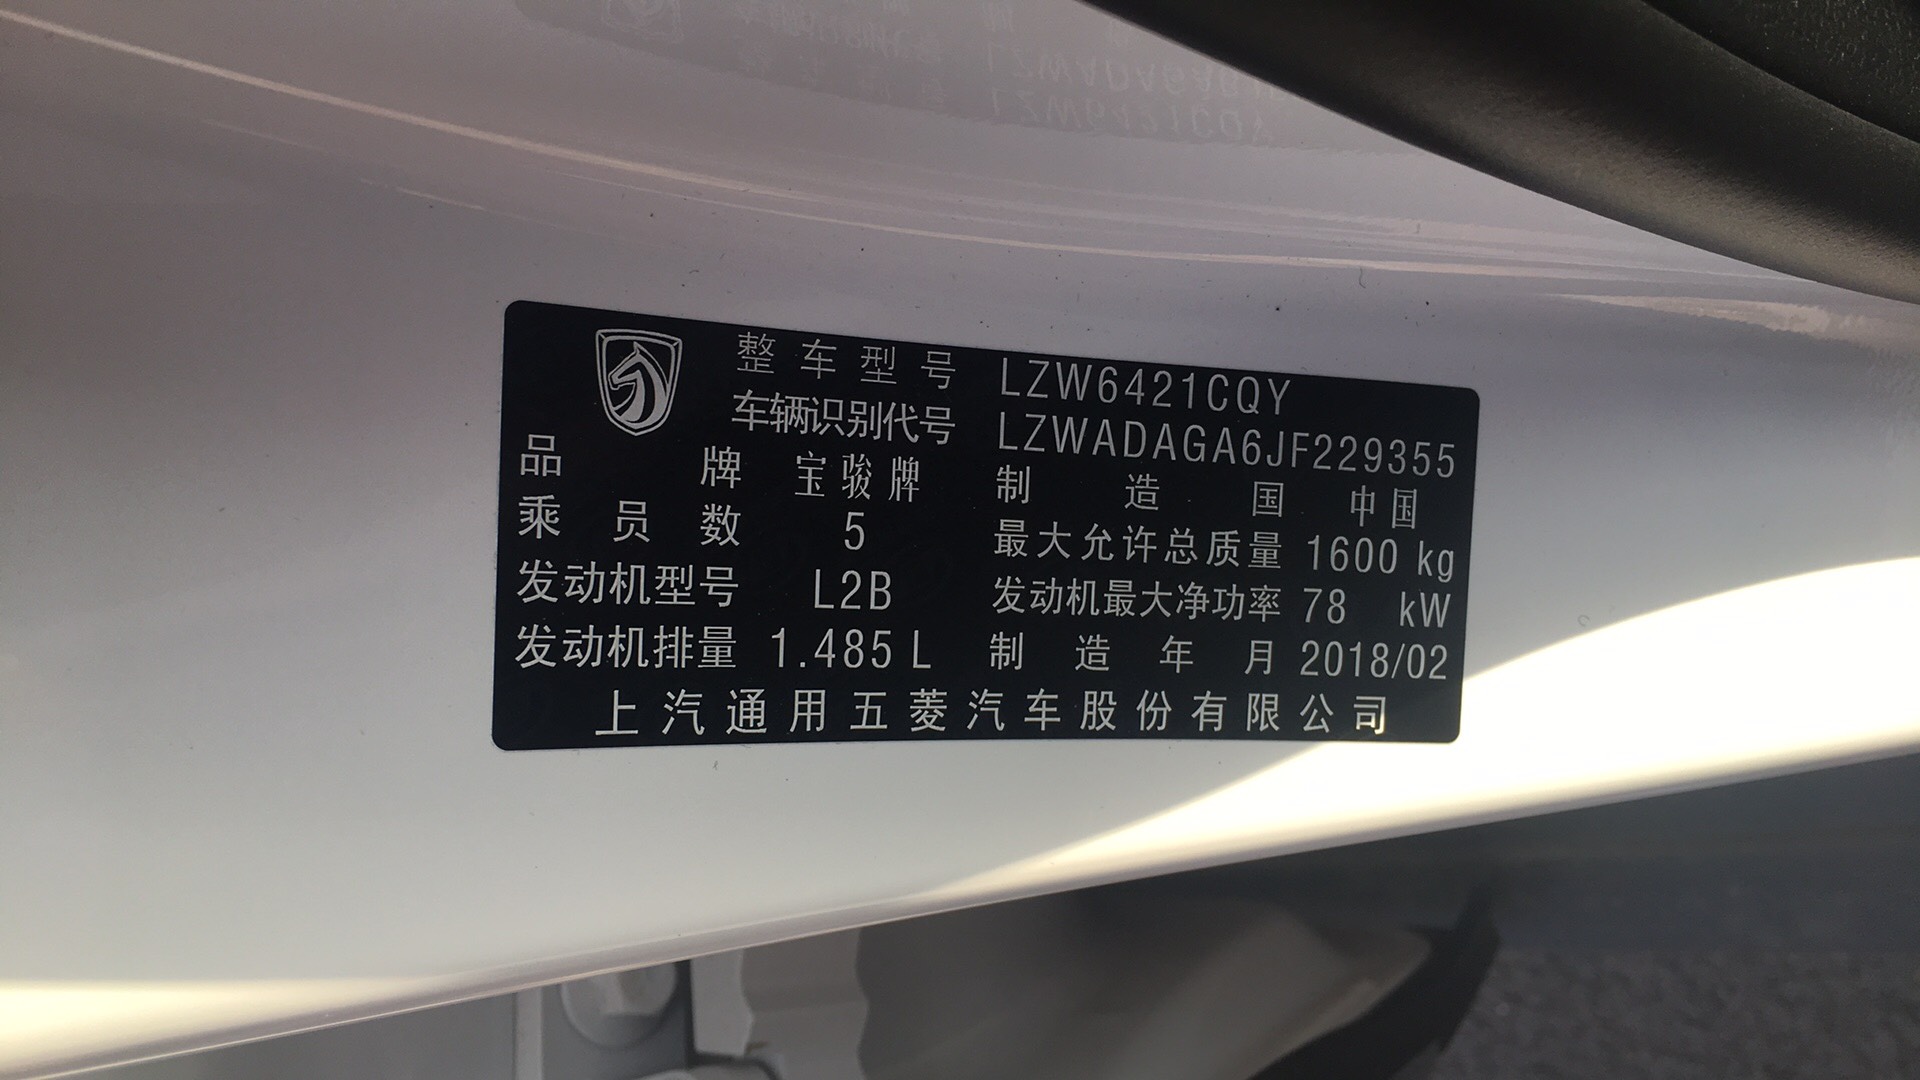 整车型号 LZW6421CQY
车辆识别代号 LZWADAGA6JF229355
品牌 宝骏牌 制造国 中国
乘员数 5 最大允许总质量 1600 kg
发动机型号 L2B 发动机最大净功率 78 kW
发动机排量 1.485 L 制造年月 2018/02
上汽通用五菱汽车股份有限公司